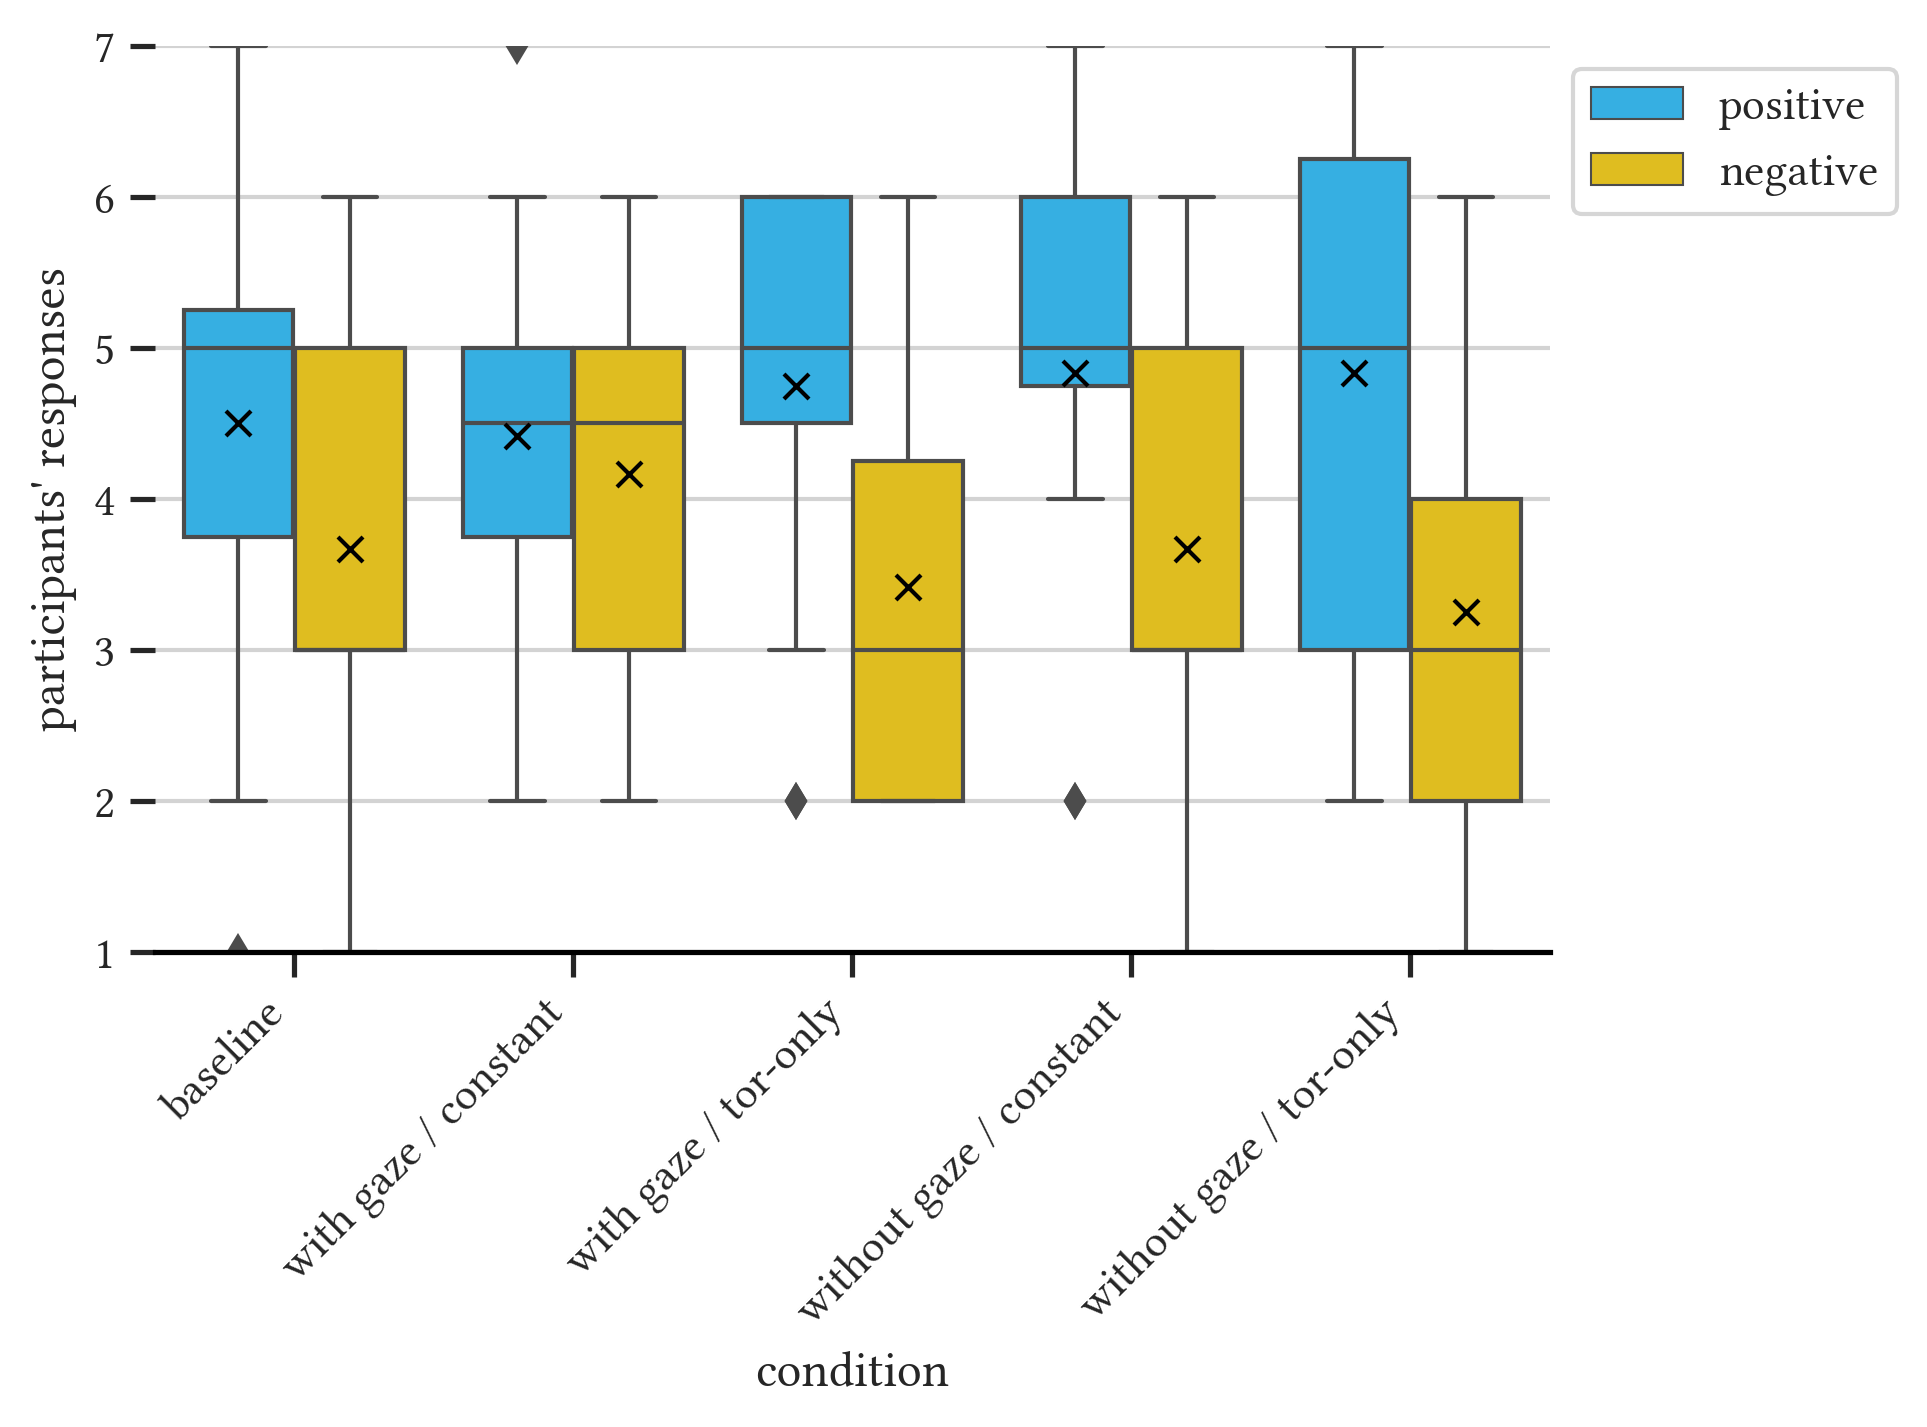 7
6
5
4
3
2
1
participants' responses
positive
negative
baseline
with gaze / constant
with gaze / tor-only
without gaze / constant
without gaze / tor-only
condition